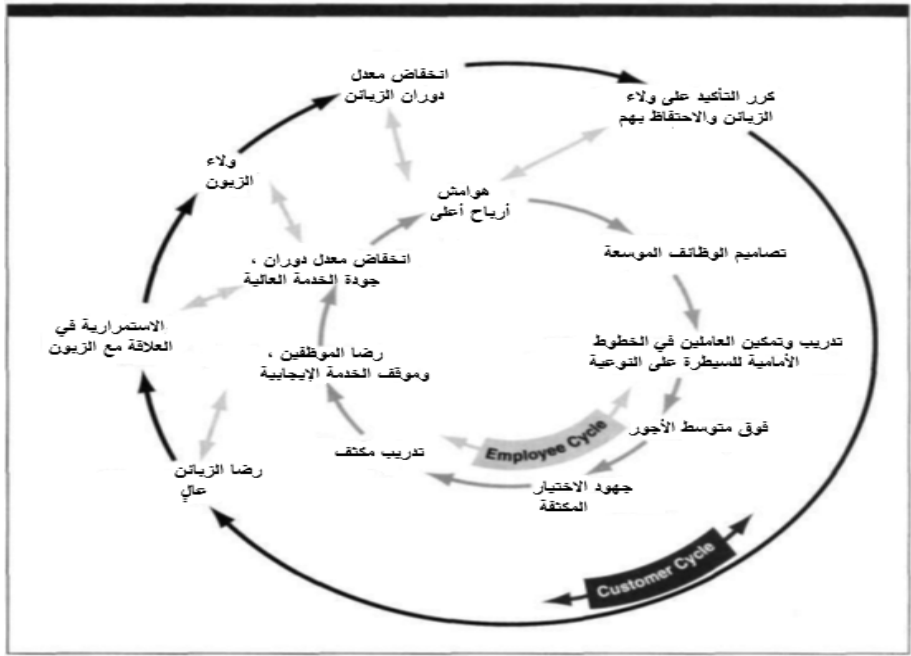 انخفاض معدل
دوران الزبائن
كرر التأكيد على ولاء
الزبائن والاحتفاظ بهم
ولاء
الزبون
هوامش
أرباح أعلى
تصاميم الوظائف الموسعة
انخفاض معدل دوران ،
جودة الخدمة العالية
الاستمرارية في
العلاقة مع الزبون
تدريب وتمكين العاملين في الخطوط
الأمامية للسيطرة على النوعية
رضا الموظفين ،
وموقف الخدمة الإيجابية
فوق متوسط الأجور
Employee Cycle
تدريب مكثف
رضا الزبائن
عالٍ
جهود الاختيار
المكثفة
Customer Cycle